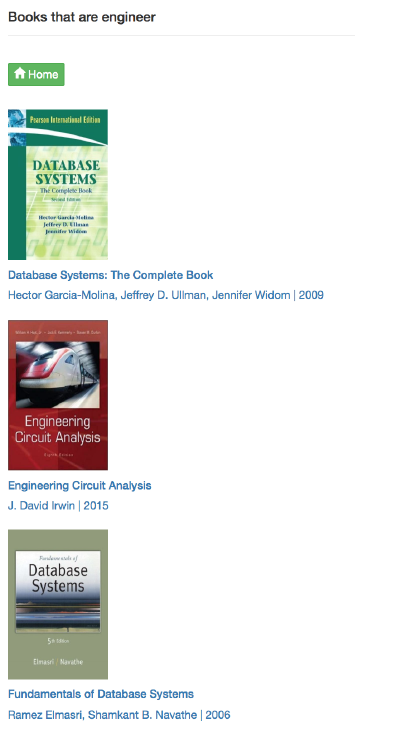 Books that are engineer
Home
Pearson International Edition
DATABASE
SYSTEMS
The Complete Book
Second Edition
Hector Garcia-Molina
Jeffrey D. Ullman
Jennifer Widom
Database Systems: The Complete Book
Hector Garcia-Molina, Jeffrey D. Ullman, Jennifer Widom | 2009
Engineering
Circuit Analysis
Eighth Edition
Engineering Circuit Analysis
J. David Irwin | 2015
Fundamentals of
Database
Systems
5th Edition
Elmasri / Navathe
Fundamentals of Database Systems
Ramez Elmasri, Shamkant B. Navathe | 2006